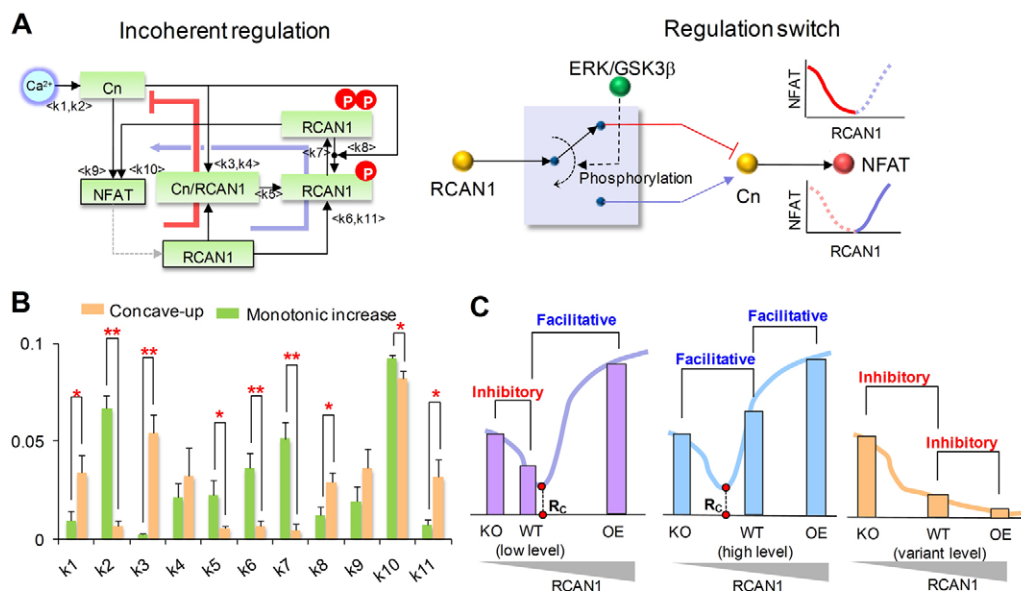 A
Incoherent regulation
Regulation switch
Ca²⁺
Cn
<k1,k2>
P P
RCAN1
<k7> <k8>
P
<k9> <k10> <k3,k4>
NFAT
Cn/RCAN1
<k5>
RCAN1
<k6,k11>
RCAN1
ERK/GSK3β
RCAN1
Phosphorylation
Cn
NFAT
NFAT
RCAN1
NFAT
RCAN1
B
Concave-up
Monotonic increase
0.1
0.05
0
* ** ** * ** ** * * *
k1 k2 k3 k4 k5 k6 k7 k8 k9 k10 k11
C
Facilitative
Inhibitory
Rc
KO WT OE
(low level)
RCAN1
Facilitative
Facilitative
Rc
KO WT OE
(high level)
RCAN1
Inhibitory
Inhibitory
KO WT OE
(variant level)
RCAN1